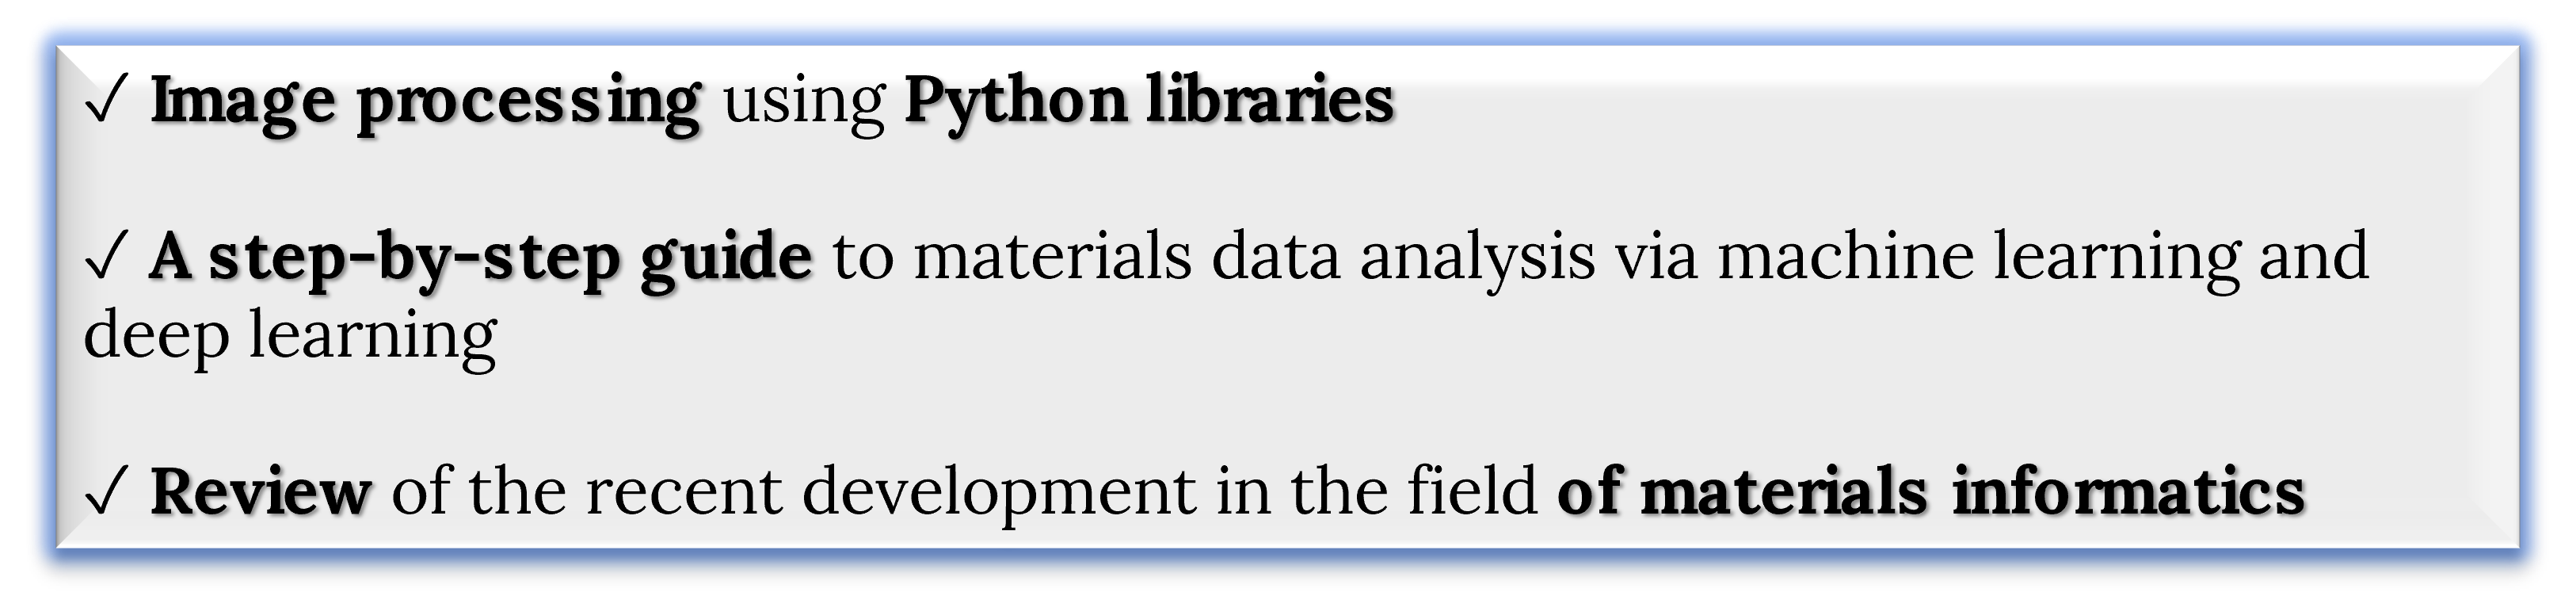 ✓ Image processing using Python libraries
✓ A step-by-step guide to materials data analysis via machine learning and
deep learning
✓ Review of the recent development in the field of materials informatics